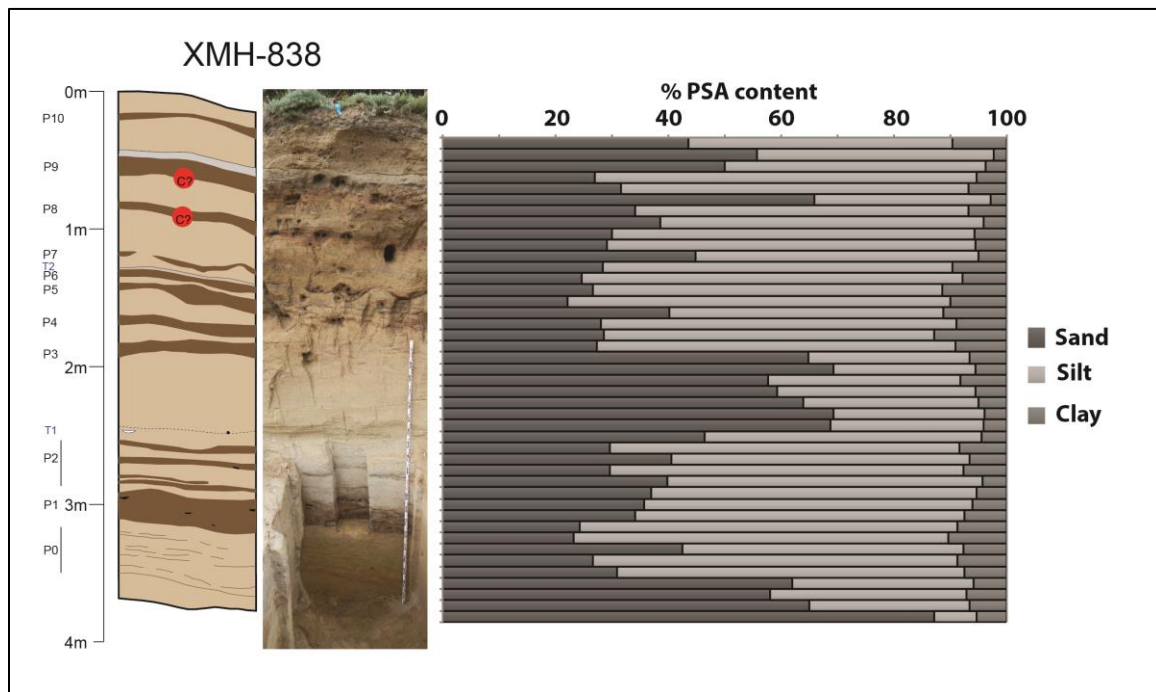 XMH-838
0m
P10
P9
C?
P8
C?
1m
P7
T2
P6
P5
P4
P3
2m
T1
P2
3m
P1
P0
4m
% PSA content
0 20 40 60 80 100
Sand
Silt
Clay